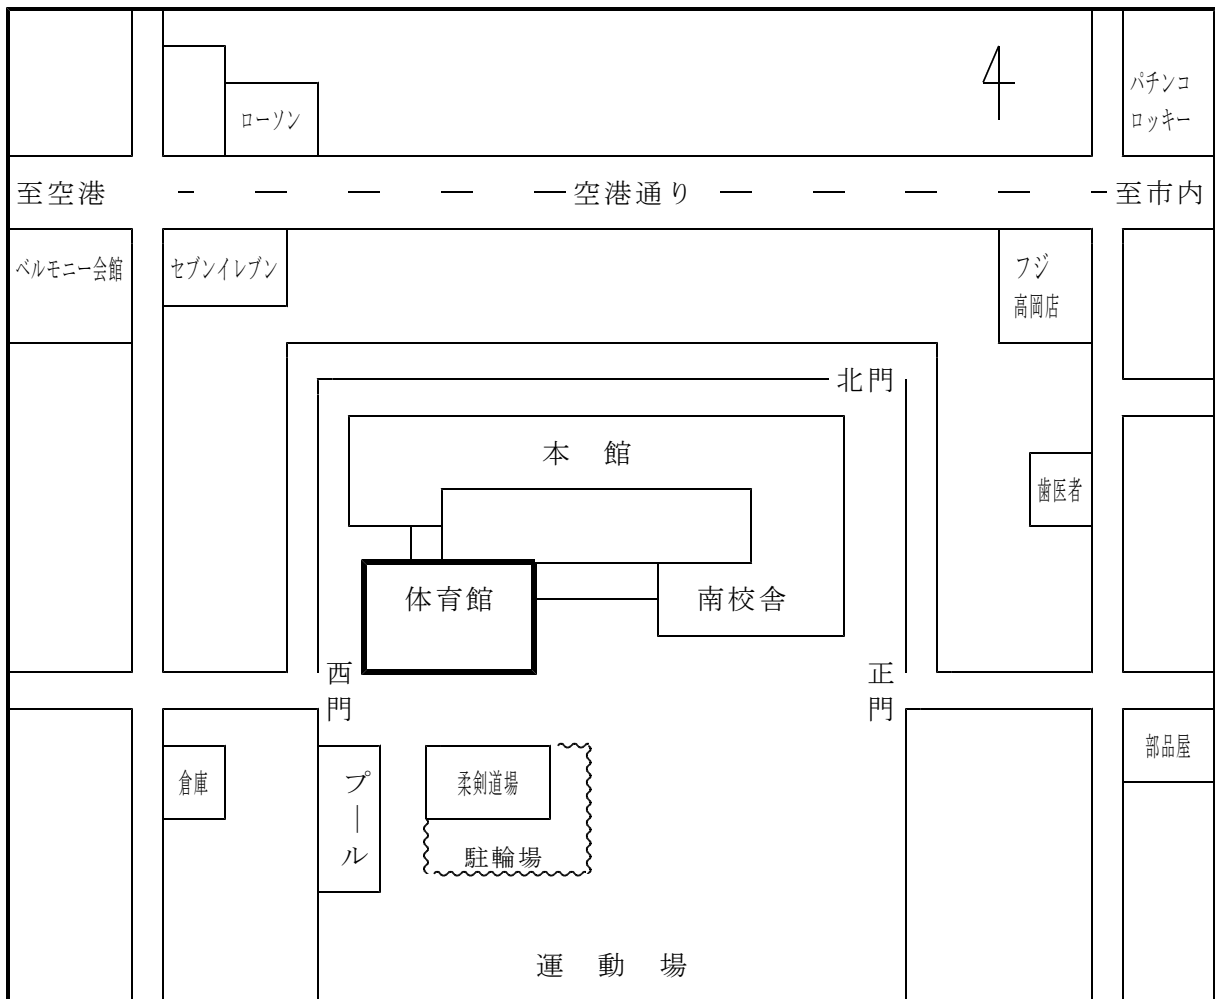 パチンコ
ロッキー
ローソン
至空港
空港通り
至市内
ベルモニー会館
セブンイレブン
フジ
高岡店
北門
本 館
歯医者
体育館
南校舎
西門
正門
倉庫
プール
柔剣道場
部品屋
駐輪場
運 動 場